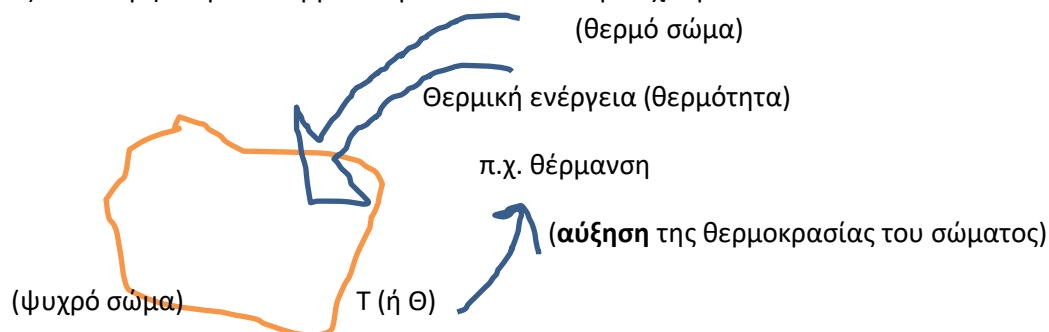 (θερμό σώμα)
Θερμική ενέργεια (θερμότητα)
π.χ. θέρμανση
(αύξηση της θερμοκρασίας του σώματος)
(ψυχρό σώμα) Τ (ή Θ)